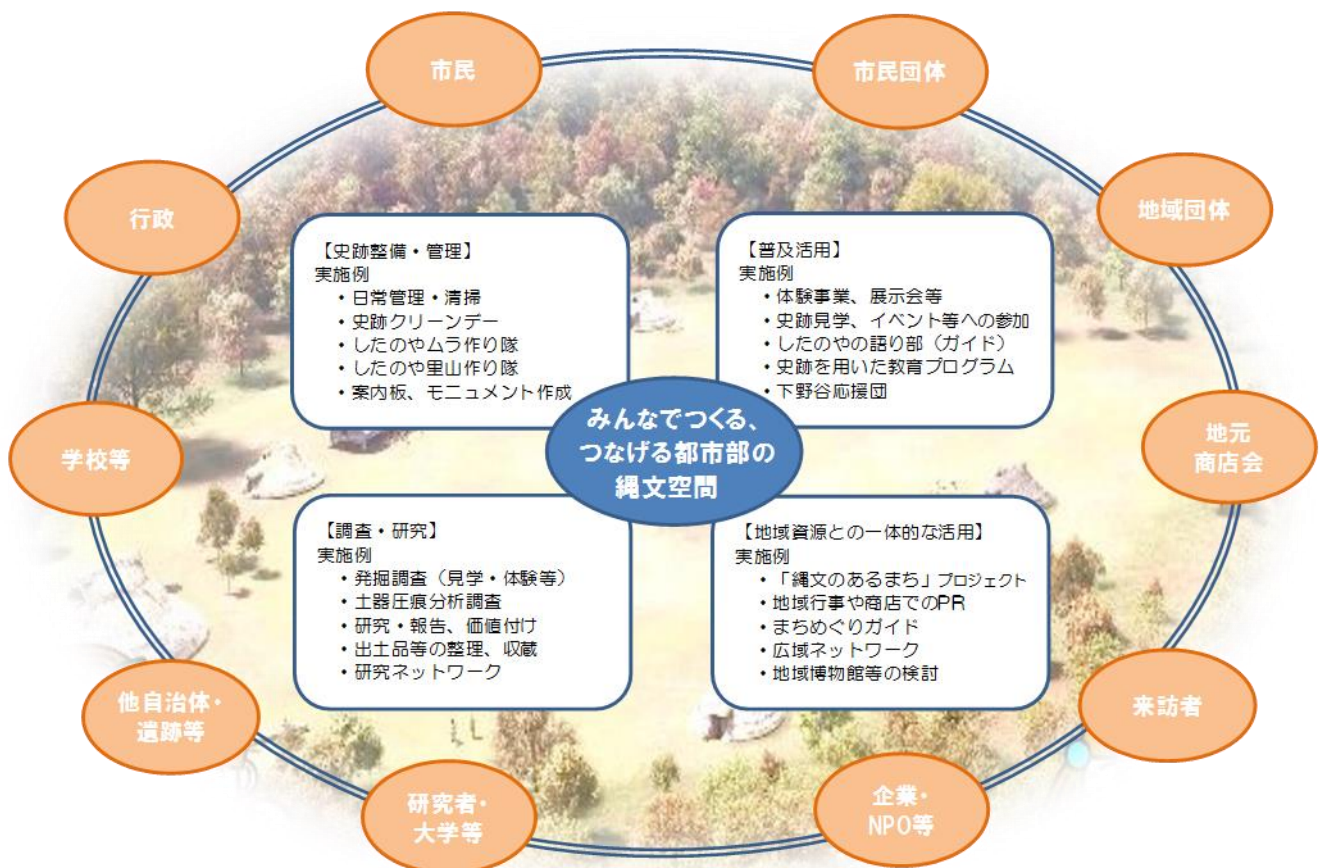 市民
市民団体
行政
地域団体
【史跡整備・管理】
実施例
・日常管理・清掃
・史跡クリーンデー
・したのやムラ作り隊
・したのや里山作り隊
・案内板、モニュメント作成
【普及活用】
実施例
・体験事業、展示会等
・史跡見学、イベント等への参加
・したのやの語り部（ガイド）
・史跡を用いた教育プログラム
・下野谷応援団
みんなでつくる、
つなげる都市部の
縄文空間
学校等
地元
商店会
【調査・研究】
実施例
・発掘調査（見学・体験等）
・土器圧痕分析調査
・研究・報告、価値付け
・出土品等の整理、収蔵
・研究ネットワーク
【地域資源との一体的な活用】
実施例
・「縄文のあるまち」プロジェクト
・地域行事や商店でのPR
・まちめぐりガイド
・広域ネットワーク
・地域博物館等の検討
他自治体・
遺跡等
来訪者
研究者・
大学等
企業・
NPO等